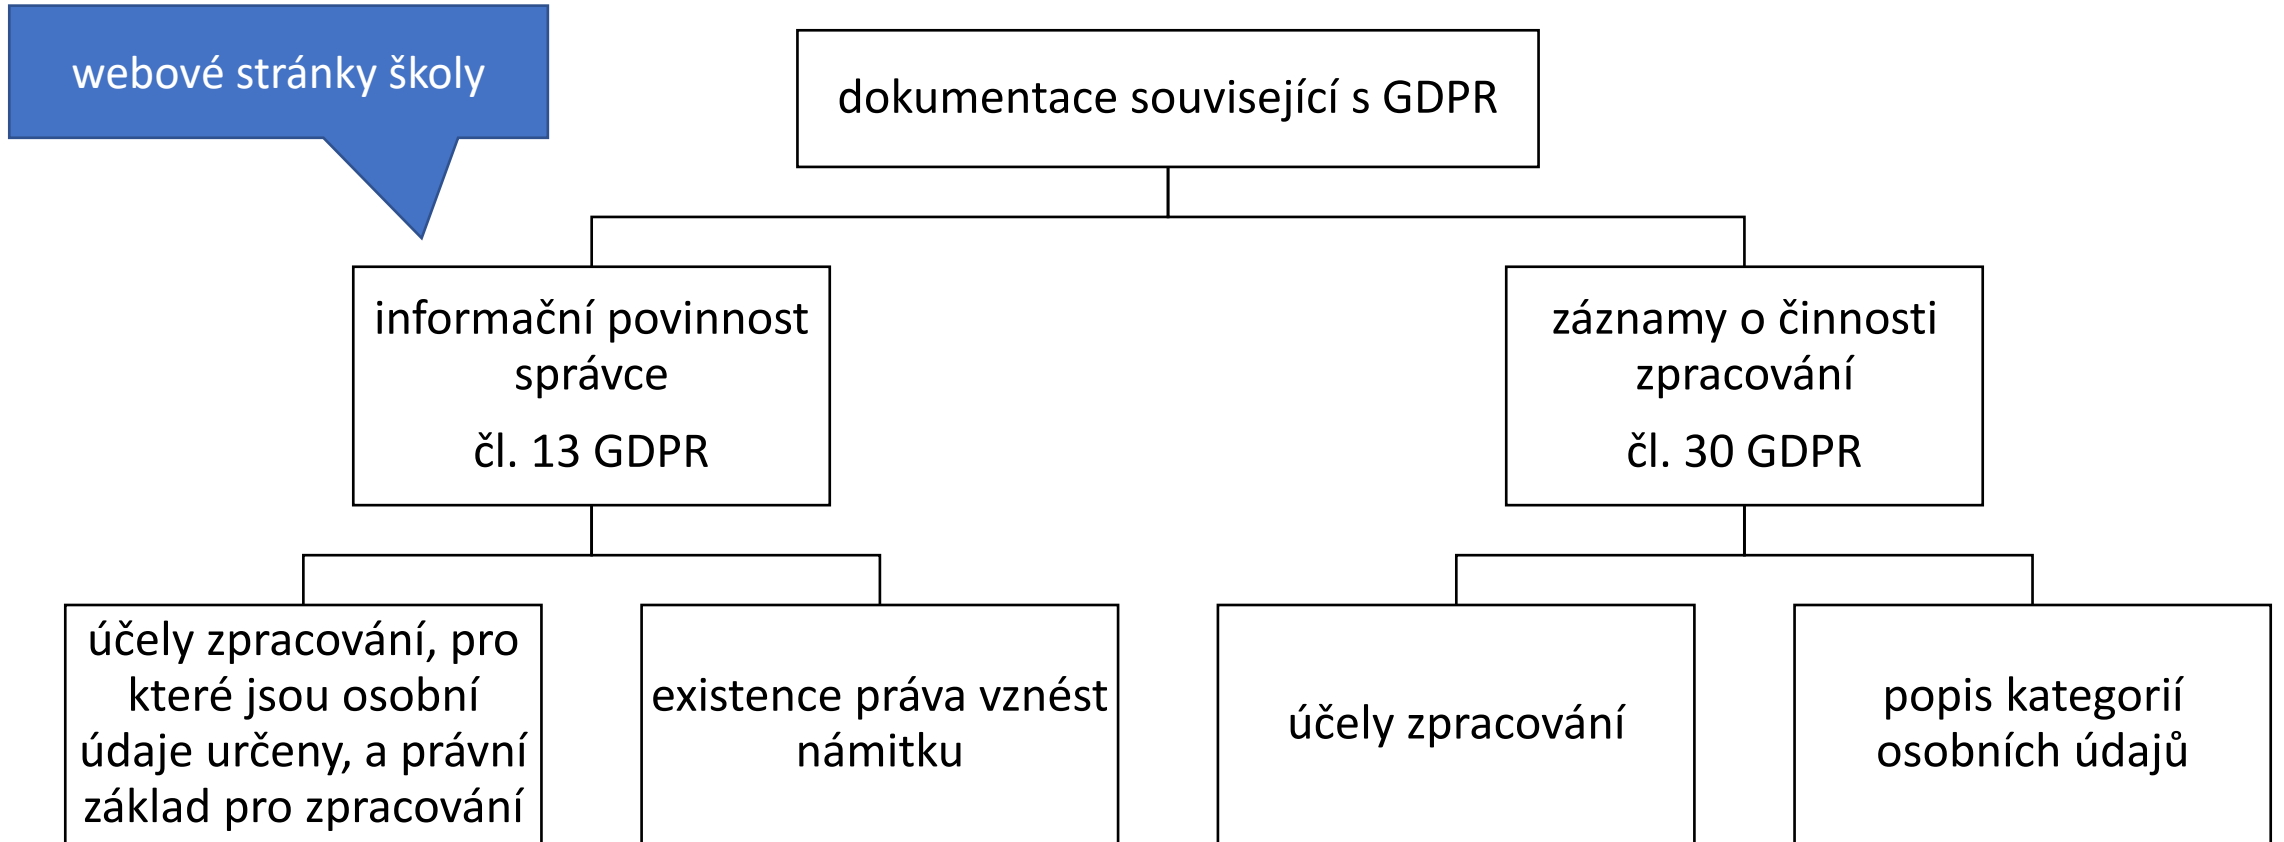 webové stránky školy
dokumentace související s GDPR
informační povinnost
správce
čl. 13 GDPR
záznamy o činnosti
zpracování
čl. 30 GDPR
účely zpracování, pro
které jsou osobní
údaje určeny, a právní
základ pro zpracování
existence práva vznést
námitku
účely zpracování
popis kategorií
osobních údajů